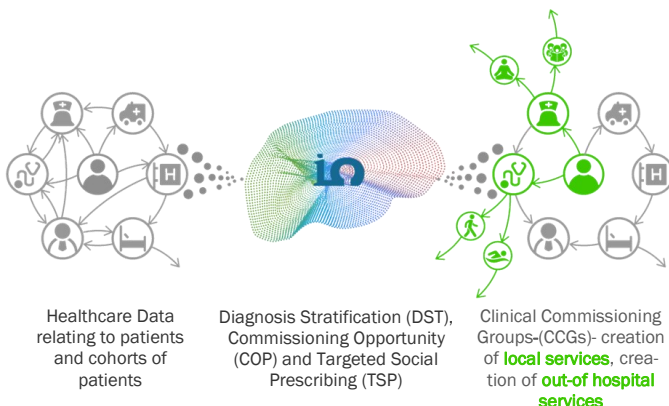 H
iS
H
Healthcare Data
relating to patients
and cohorts of
patients
Diagnosis Stratification (DST),
Commissioning Opportunity
(COP) and Targeted Social
Prescribing (TSP)
Clinical Commissioning
Groups-(CCGs)- creation
of local services, crea-
tion of out-of hospital
services